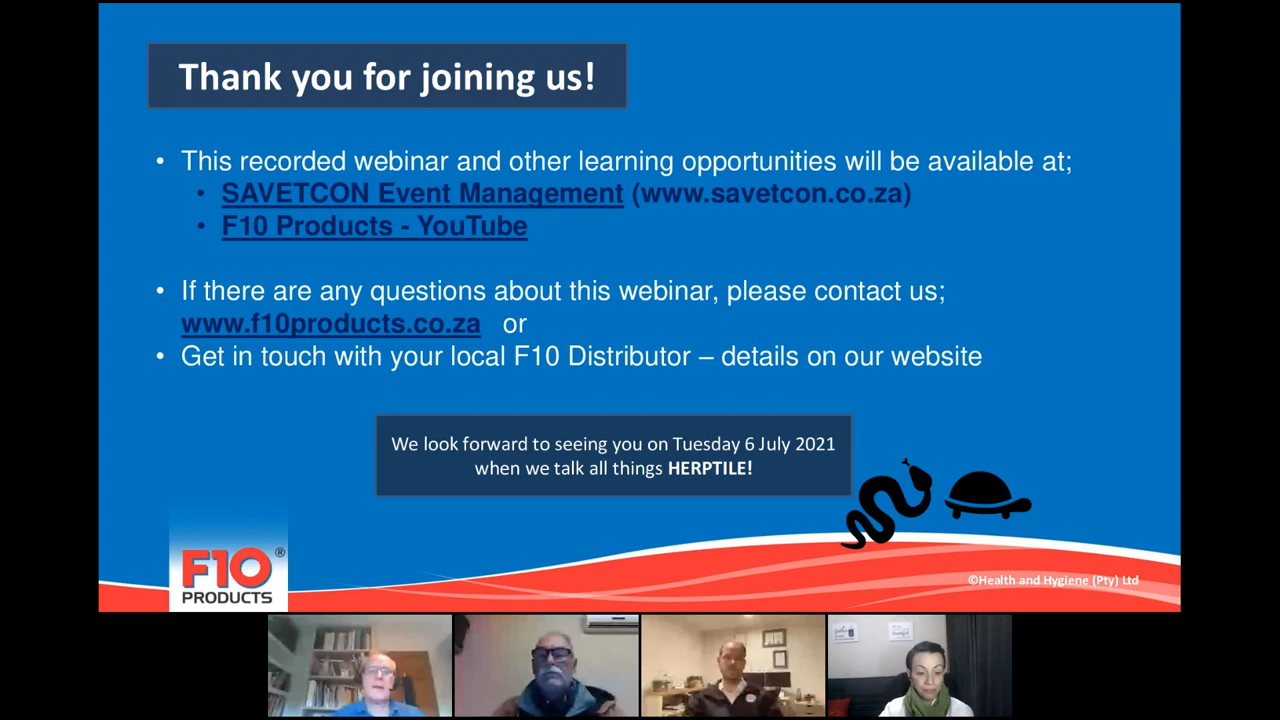 Thank you for joining us!
• This recorded webinar and other learning opportunities will be available at;
• SAVETCON Event Management (www.savetcon.co.za)
• F10 Products - YouTube
• If there are any questions about this webinar, please contact us;
www.f10products.co.za or
• Get in touch with your local F10 Distributor – details on our website
We look forward to seeing you on Tuesday 6 July 2021
when we talk all things HERPTILE!
F10®
PRODUCTS
©Health and Hygiene (Pty) Ltd